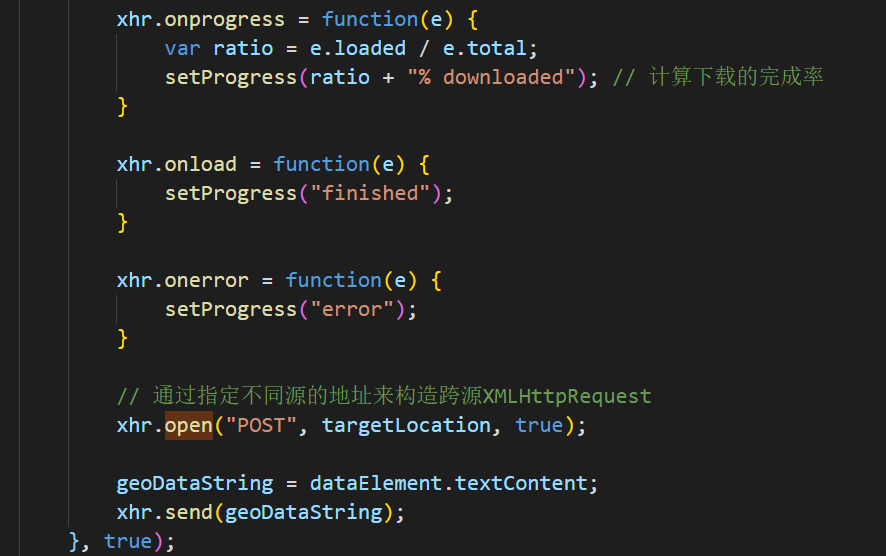 xhr.onprogress = function(e) {
var ratio = e.loaded / e.total;
setProgress(ratio + "% downloaded"); // 计算下载的完成率
}
xhr.onload = function(e) {
setProgress("finished");
}
xhr.onerror = function(e) {
setProgress("error");
}
// 通过指定不同源的地址来构造跨源XMLHttpRequest
xhr.open("POST", targetLocation, true);
geoDataString = dataElement.textContent;
xhr.send(geoDataString);
}, true);